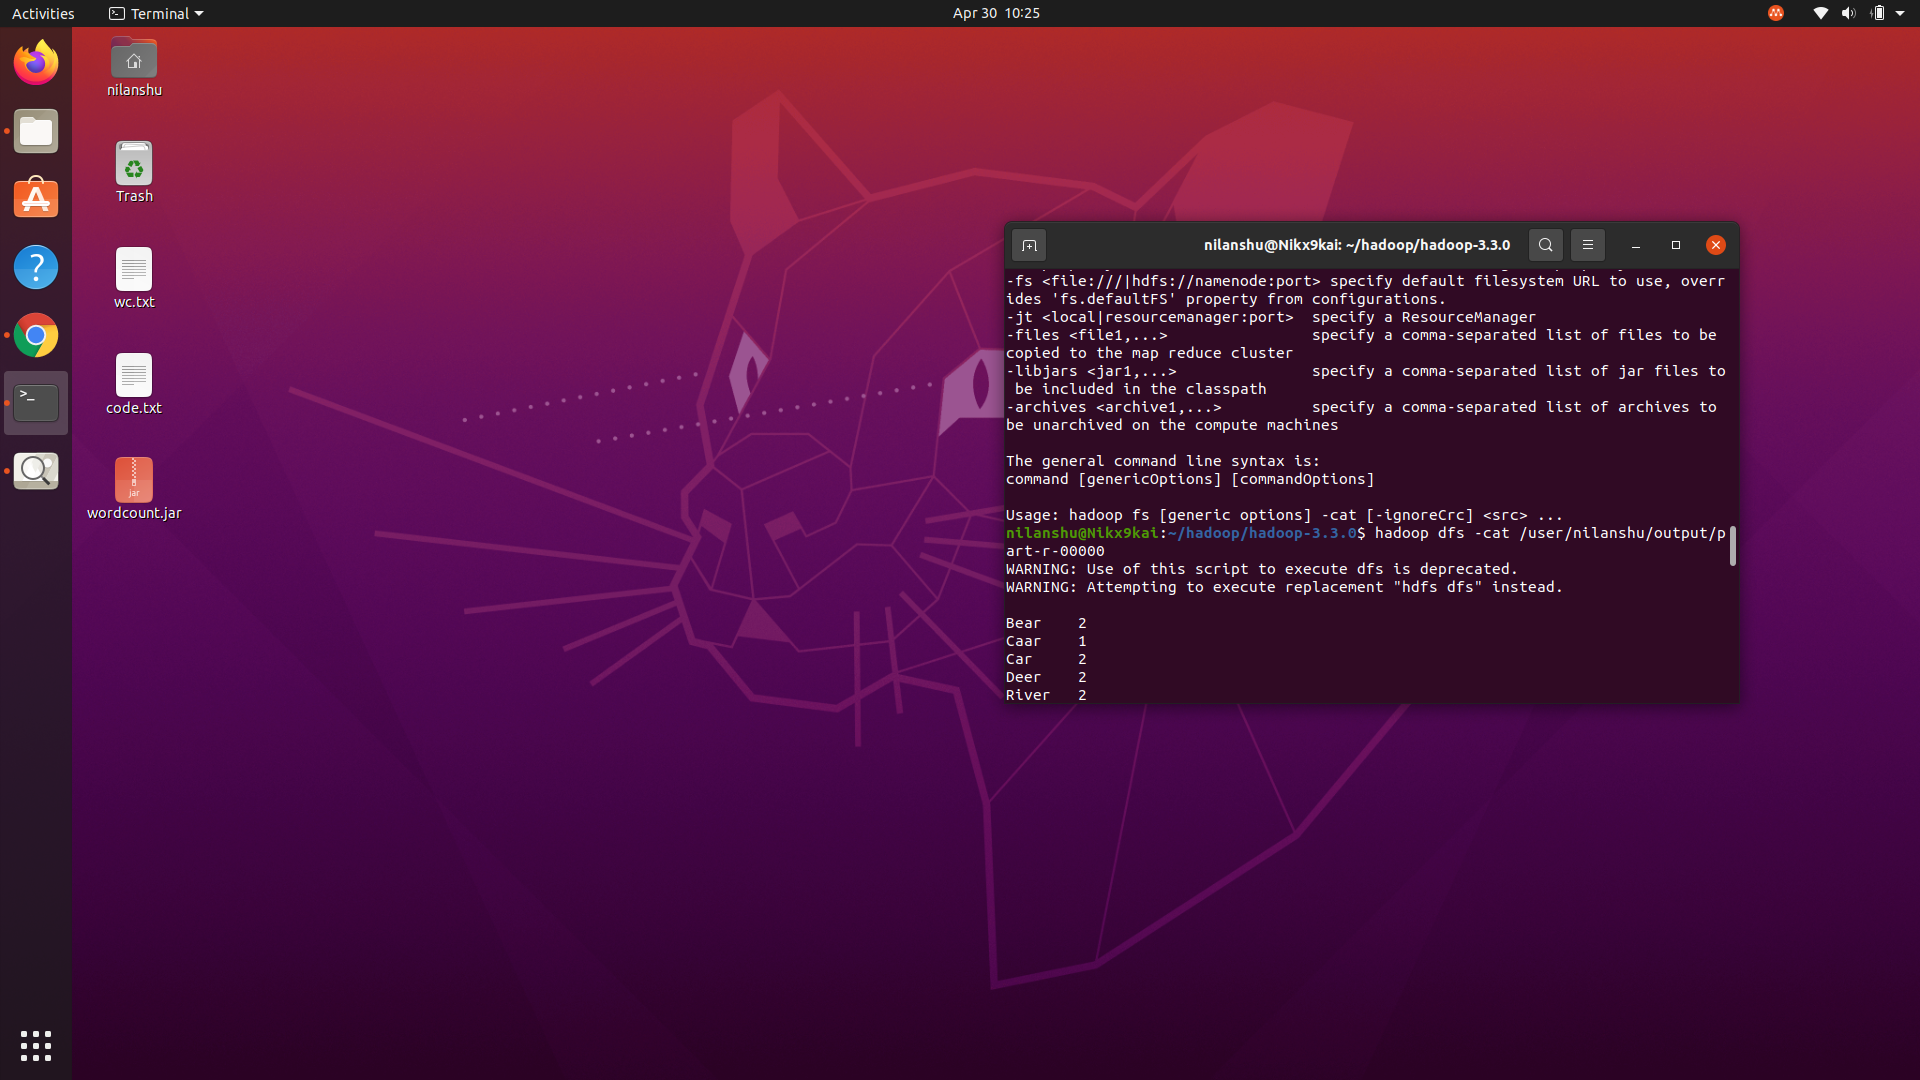 Activities
Terminal
Apr 30 10:25
nilanshu
Trash
wc.txt
code.txt
jar
wordcount.jar
nilanshu@Nikx9kai: ~/hadoop/hadoop-3.3.0
-fs <file:///|hdfs://namenode:port> specify default filesystem URL to use, overr
ides 'fs.defaultFS' property from configurations.
-jt <local|resourcemanager:port>  specify a ResourceManager
-files <file1,...>                specify a comma-separated list of files to be
copied to the map reduce cluster
-libjars <jar1,...>               specify a comma-separated list of jar files to
 be included in the classpath
-archives <archive1,...>          specify a comma-separated list of archives to
be unarchived on the compute machines
The general command line syntax is:
command [genericOptions] [commandOptions]
Usage: hadoop fs [generic options] -cat [-ignoreCrc] <src> ...
nilanshu@Nikx9kai:~/hadoop/hadoop-3.3.0$ hadoop dfs -cat /user/nilanshu/output/p
art-r-00000
WARNING: Use of this script to execute dfs is deprecated.
WARNING: Attempting to execute replacement "hdfs dfs" instead.
Bear    2
Caar    1
Car     2
Deer    2
River   2